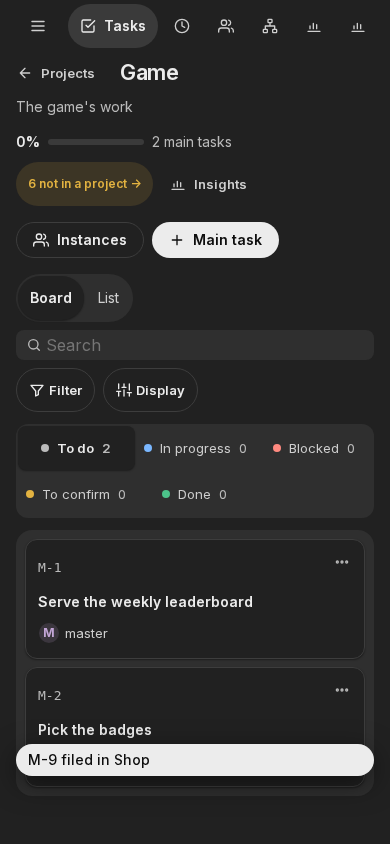 Tasks
Projects
Game
The game's work
0% 2 main tasks
6 not in a project →
Insights
Instances
+ Main task
Board
List
Search
Filter
Display
To do 2
In progress 0
Blocked 0
To confirm 0
Done 0
M-1
Serve the weekly leaderboard
M master
M-2
Pick the badges
M-9 filed in Shop